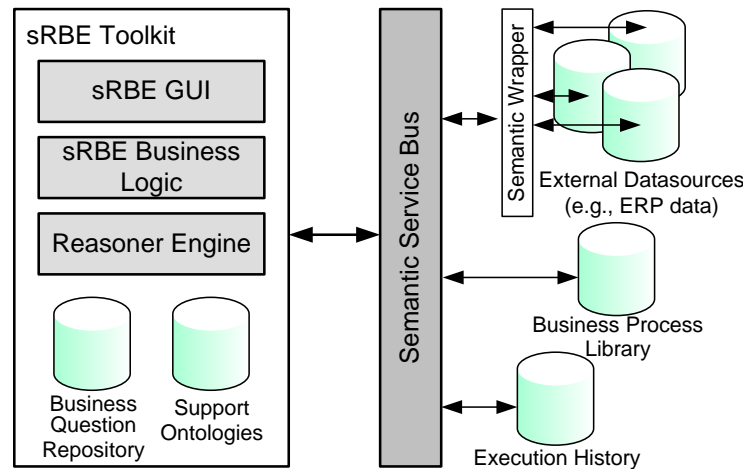 sRBE Toolkit
sRBE GUI
sRBE Business
Logic
Reasoner Engine
Business
Question
Repository
Support
Ontologies
Semantic Service Bus
Semantic Wrapper
External Datasources
(e.g., ERP data)
Business Process
Library
Execution History